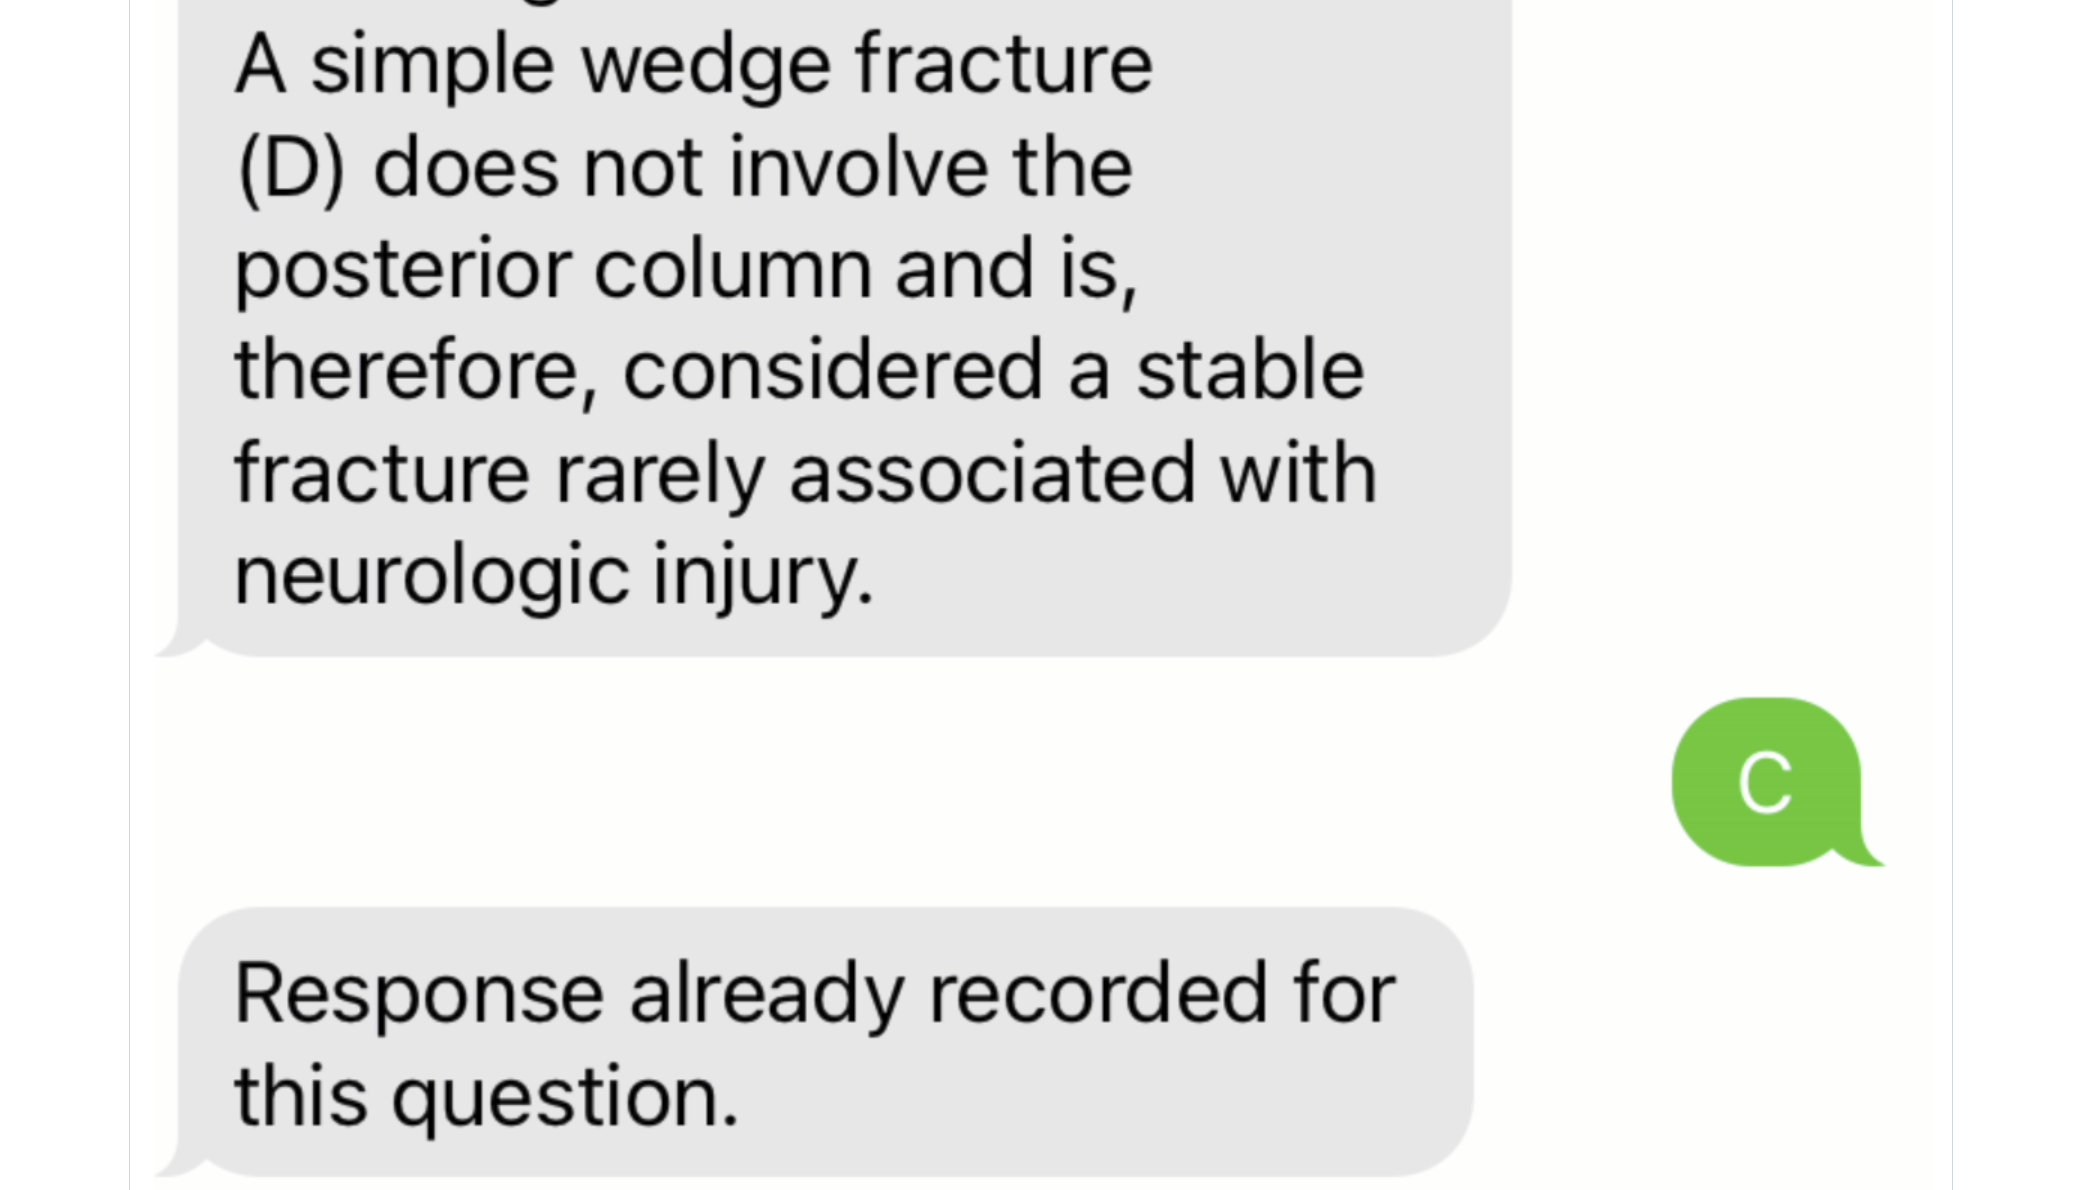 A simple wedge fracture
(D) does not involve the
posterior column and is,
therefore, considered a stable
fracture rarely associated with
neurologic injury.
C
Response already recorded for
this question.